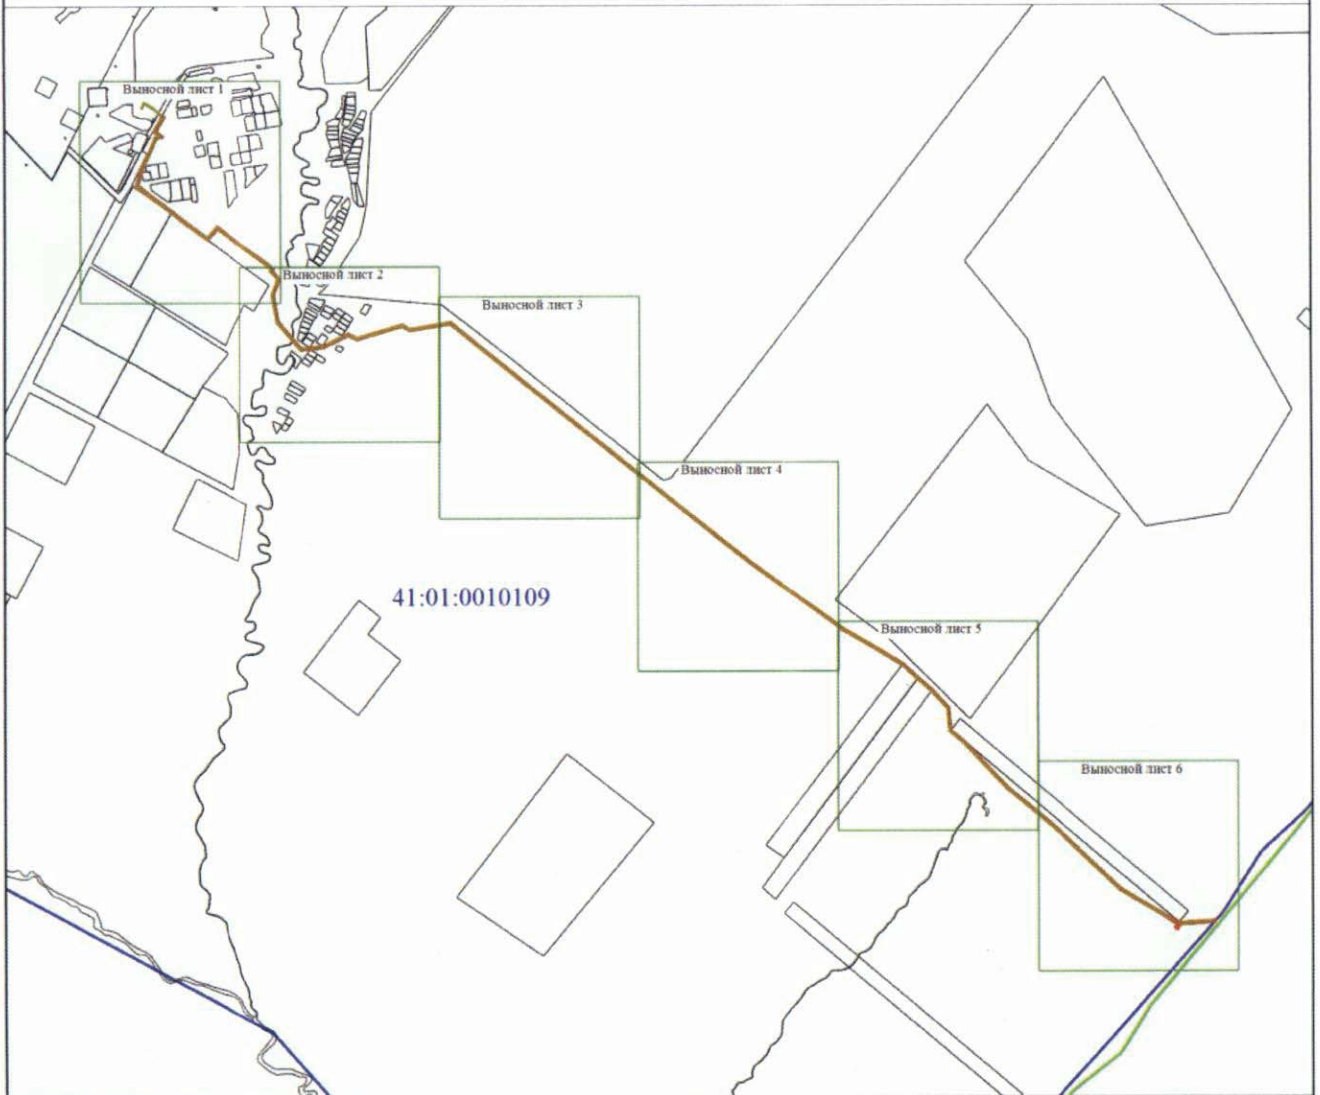 Выносной лист 1
Выносной лист 2
Выносной лист 3
Выносной лист 4
41:01:0010109
Выносной лист 5
Выносной лист 6